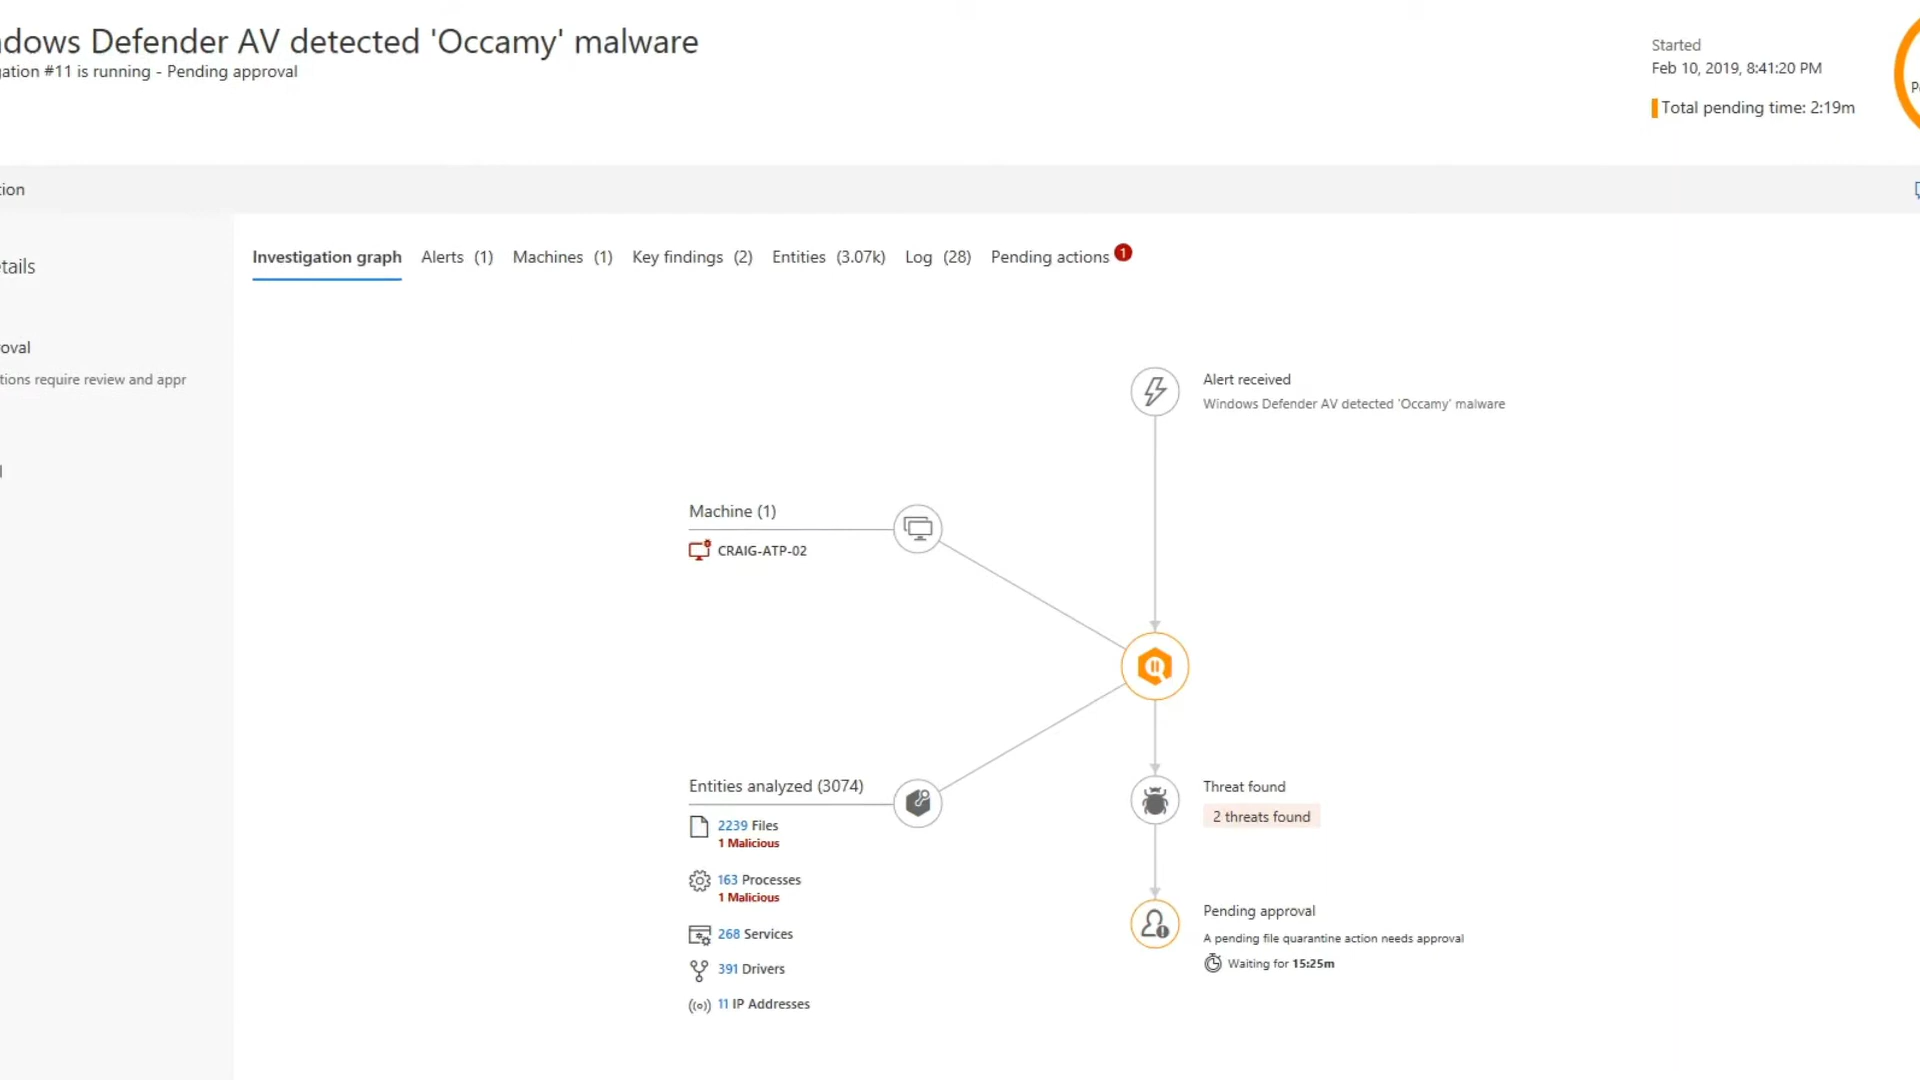 dows Defender AV detected 'Occamy' malware
ation #11 is running - Pending approval
Started
Feb 10, 2019, 8:41:20 PM
Total pending time: 2:19m
tion
Investigation graph Alerts (1) Machines (1) Key findings (2) Entities (3.07k) Log (28) Pending actions 1
tails
oval
tions require review and appr
Alert received
Windows Defender AV detected 'Occamy' malware
Machine (1)
CRAIG-ATP-02
Entities analyzed (3074)
2239 Files
1 Malicious
163 Processes
1 Malicious
268 Services
391 Drivers
11 IP Addresses
Threat found
2 threats found
Pending approval
A pending file quarantine action needs approval
Waiting for 15:25m